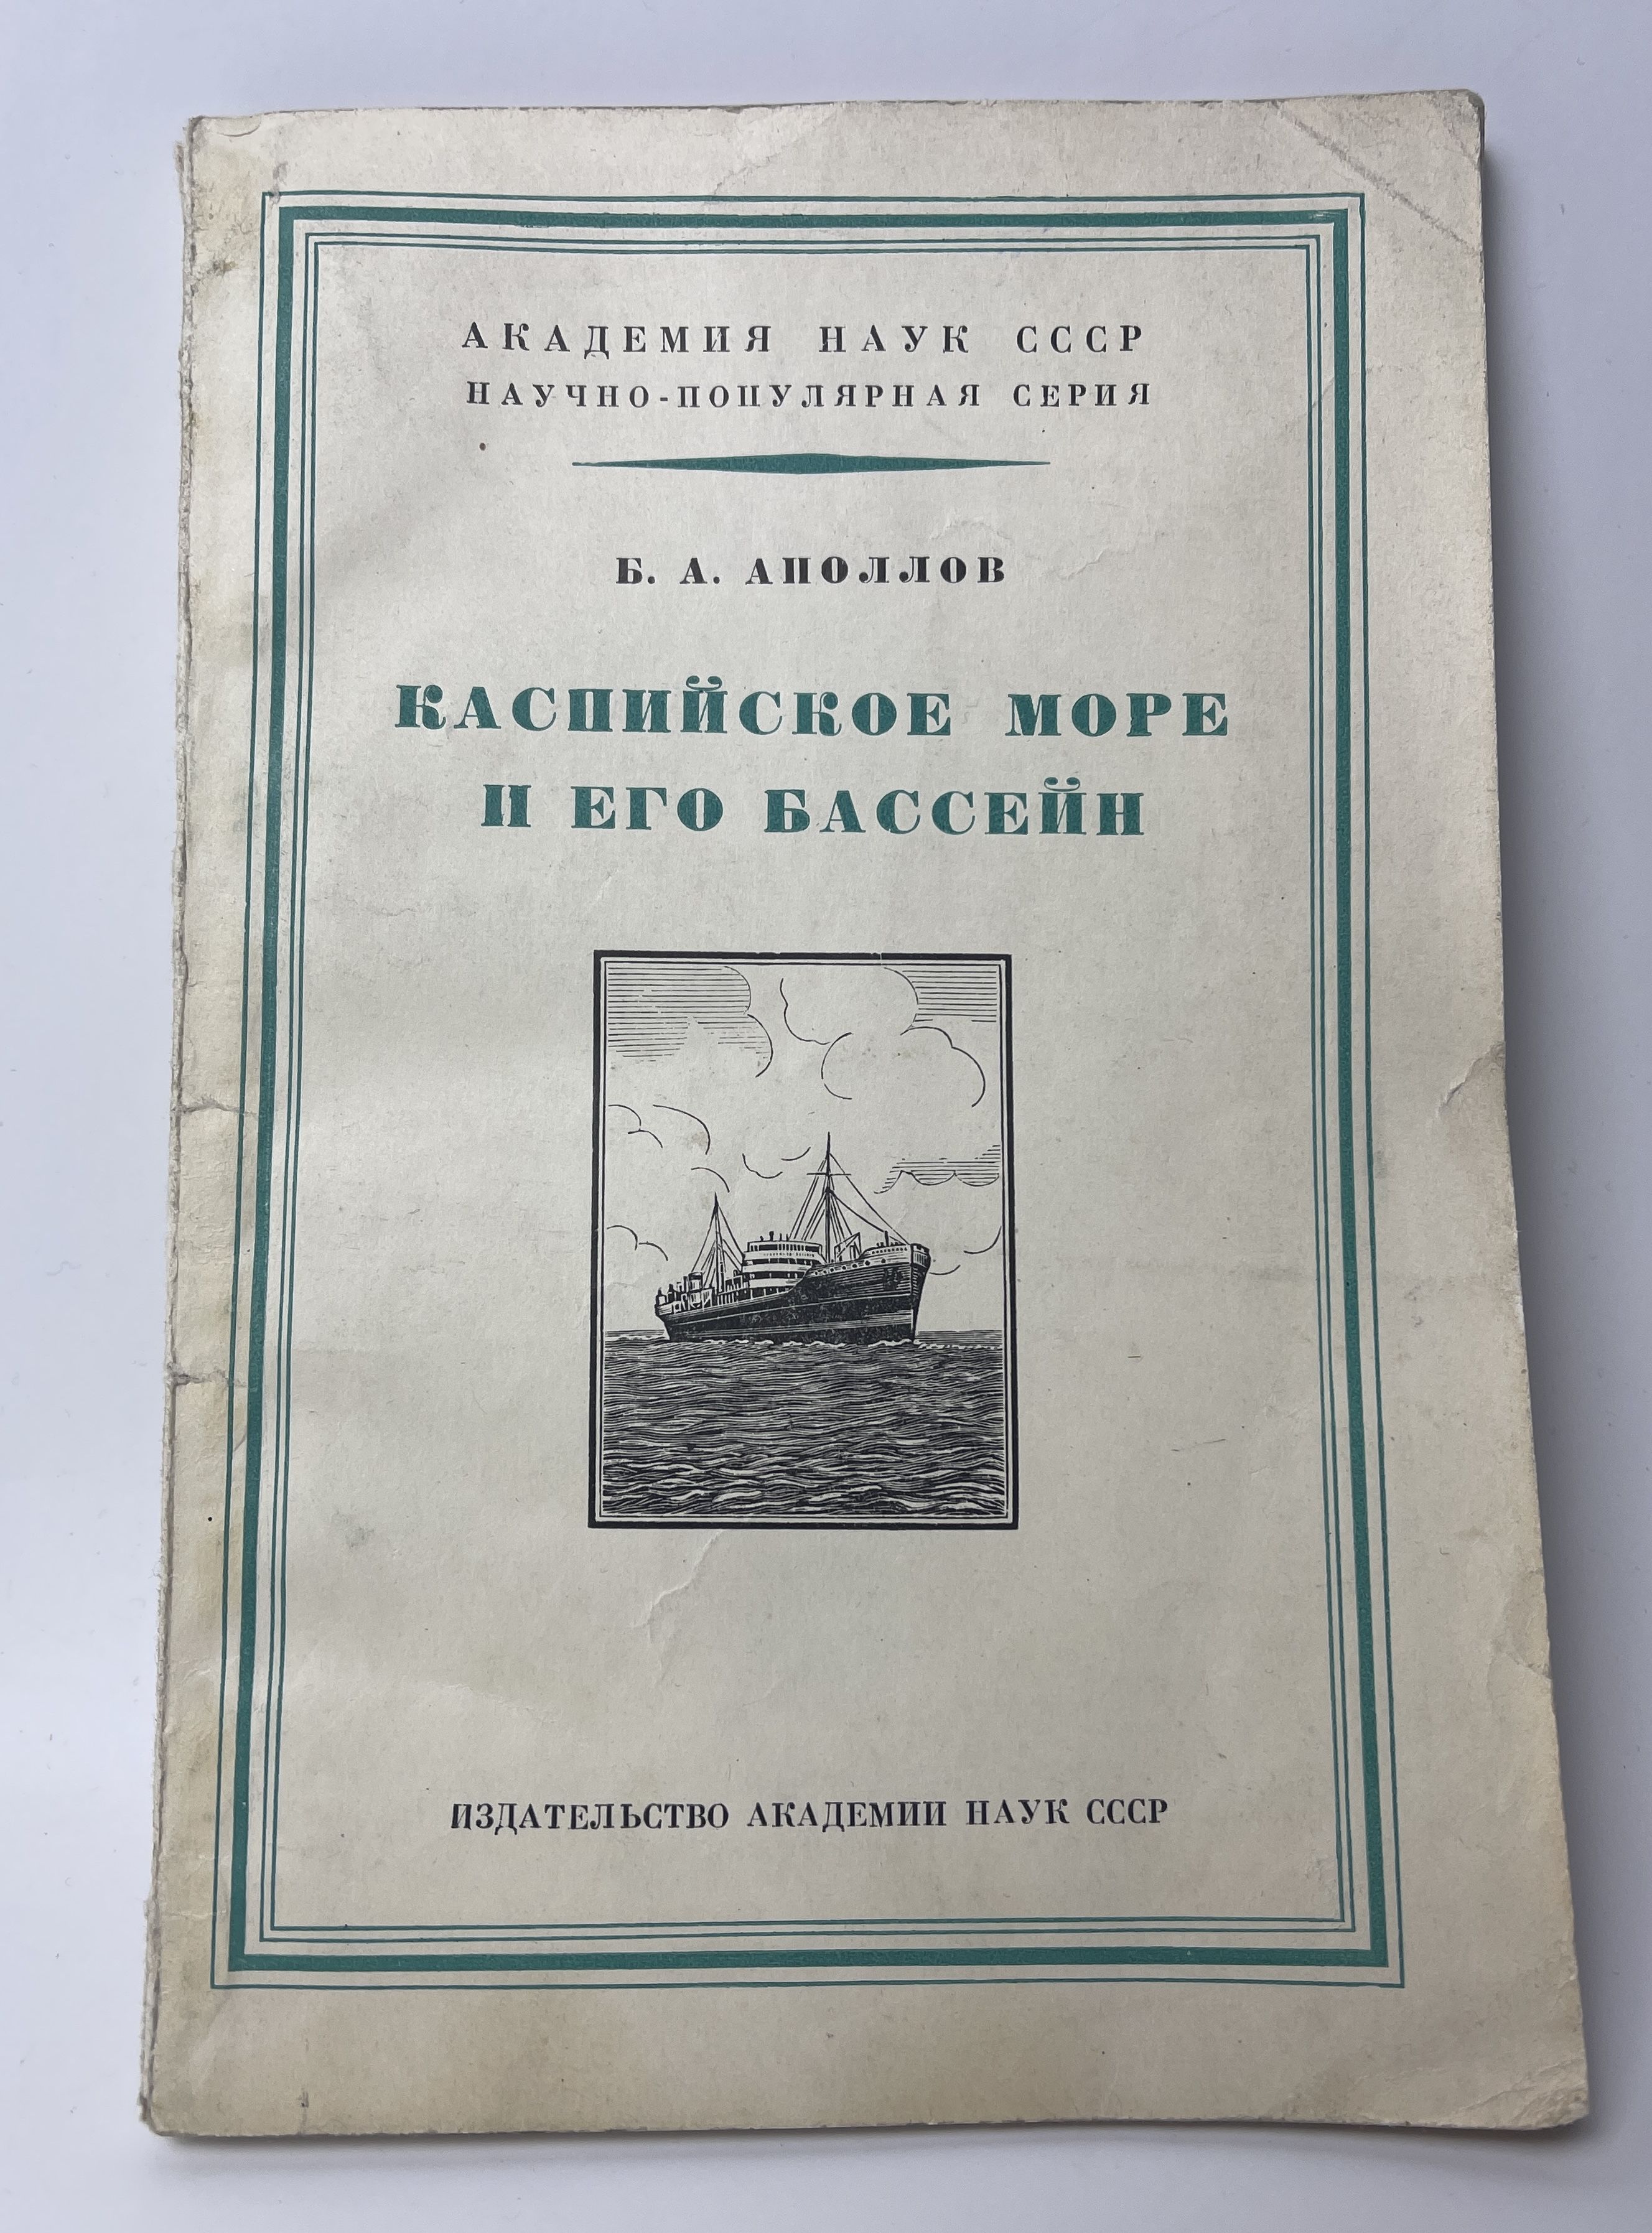 АКАДЕМИЯ НАУК СССР
НАУЧНО-ПОПУЛЯРНАЯ СЕРИЯ
Б. А. АПОЛЛОВ
КАСПИЙСКОЕ МОРЕ
И ЕГО БАССЕЙН
ИЗДАТЕЛЬСТВО АКАДЕМИИ НАУК СССР